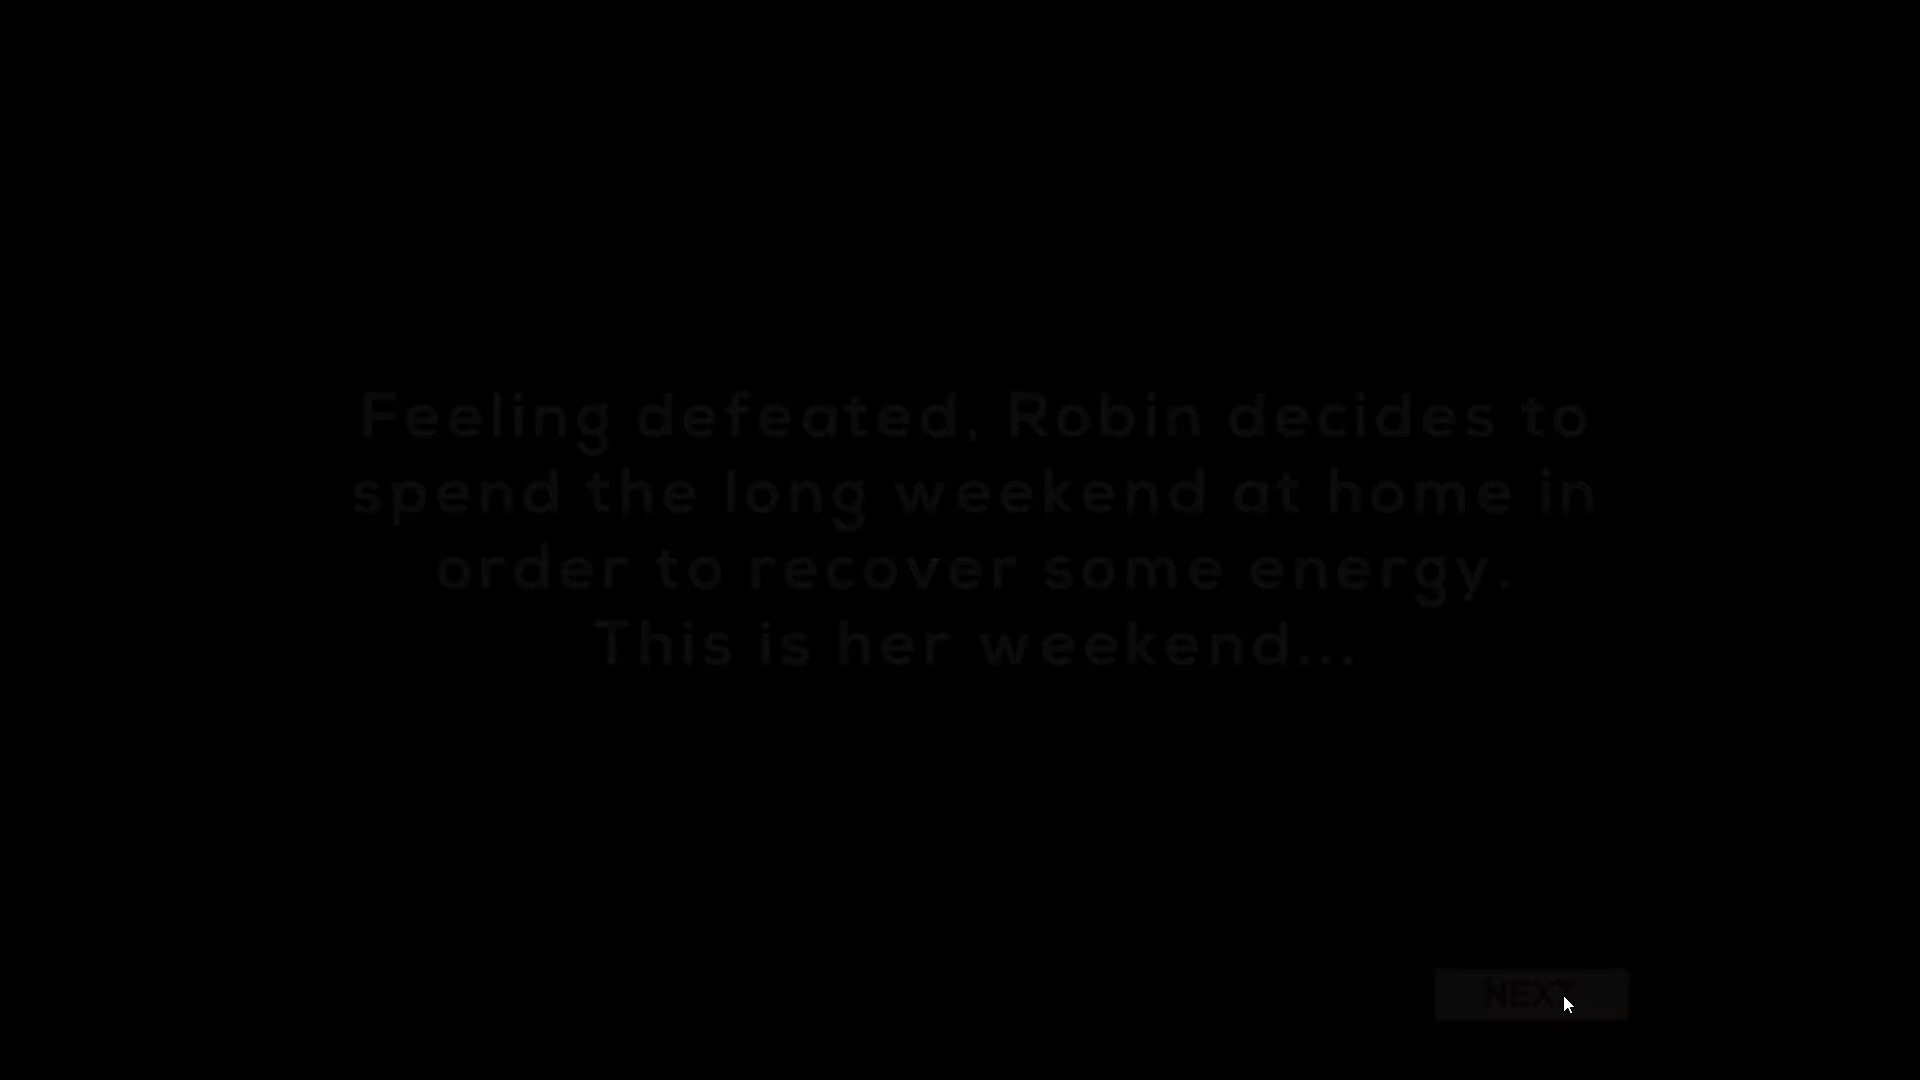 Feeling defeated, Robin decides to
spend the long weekend at home in
order to recover some energy.
This is her weekend...
NEXT